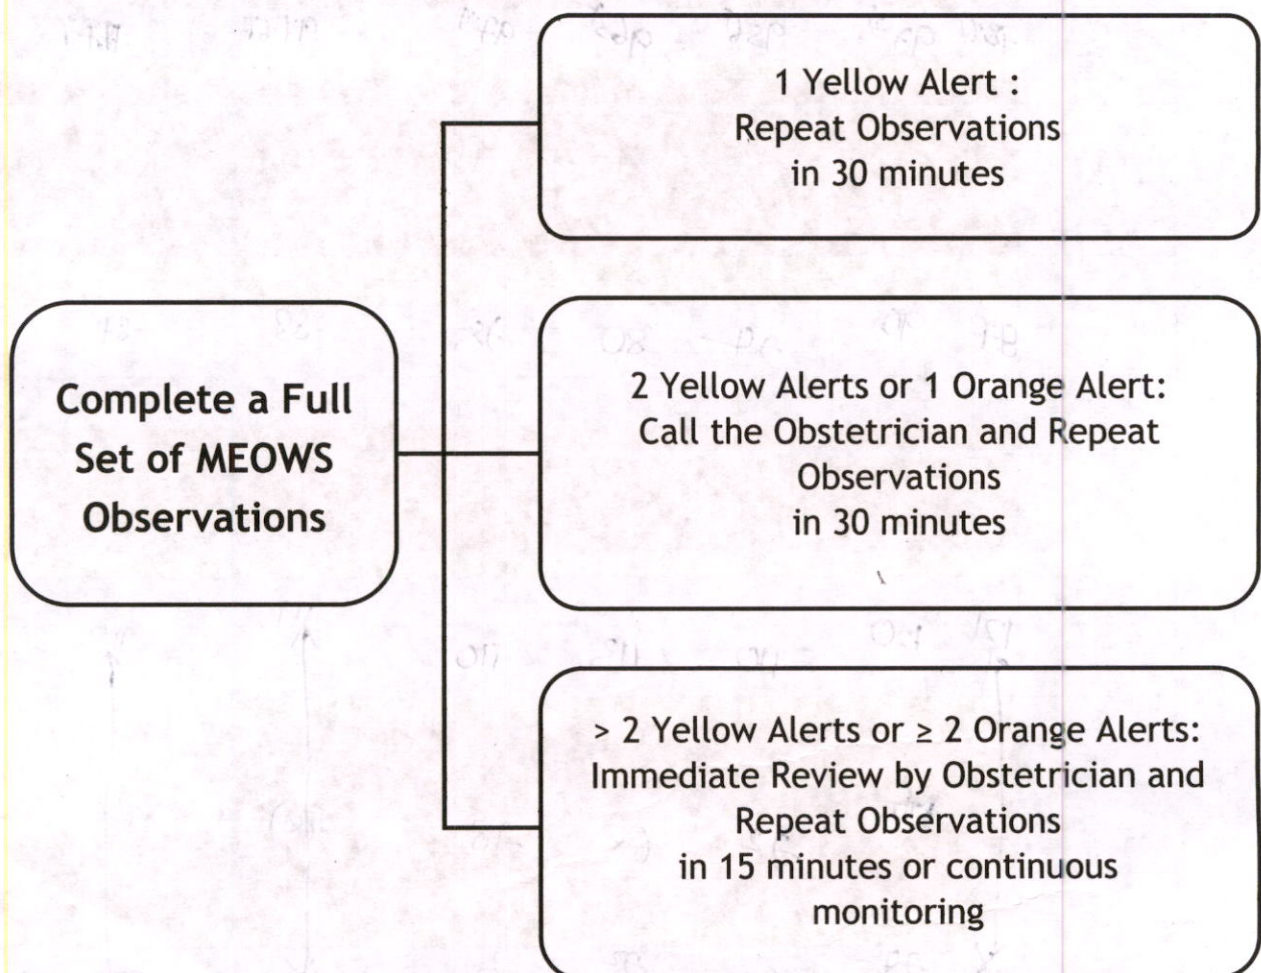 1 Yellow Alert :
Repeat Observations
in 30 minutes
Complete a Full
Set of MEOWS
Observations
2 Yellow Alerts or 1 Orange Alert:
Call the Obstetrician and Repeat
Observations
in 30 minutes
> 2 Yellow Alerts or ≥ 2 Orange Alerts:
Immediate Review by Obstetrician and
Repeat Observations
in 15 minutes or continuous
monitoring